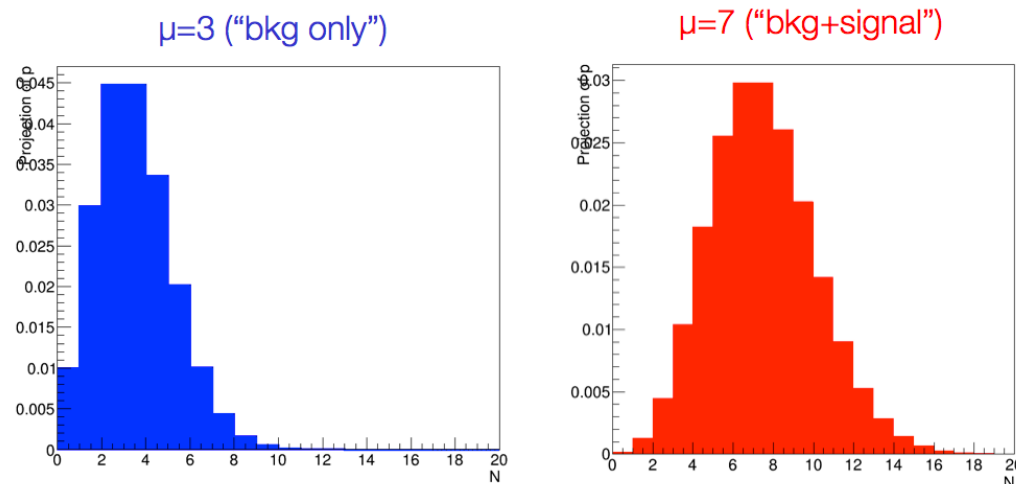 μ=3 (“bkg only”)
μ=7 (“bkg+signal”)
Projection of p
0.045
0.04
0.035
0.03
0.025
0.02
0.015
0.01
0.005
0
0 2 4 6 8 10 12 14 16 18 20
N
Projection of p
0.03
0.025
0.02
0.015
0.01
0.005
0
0 2 4 6 8 10 12 14 16 18 20
N